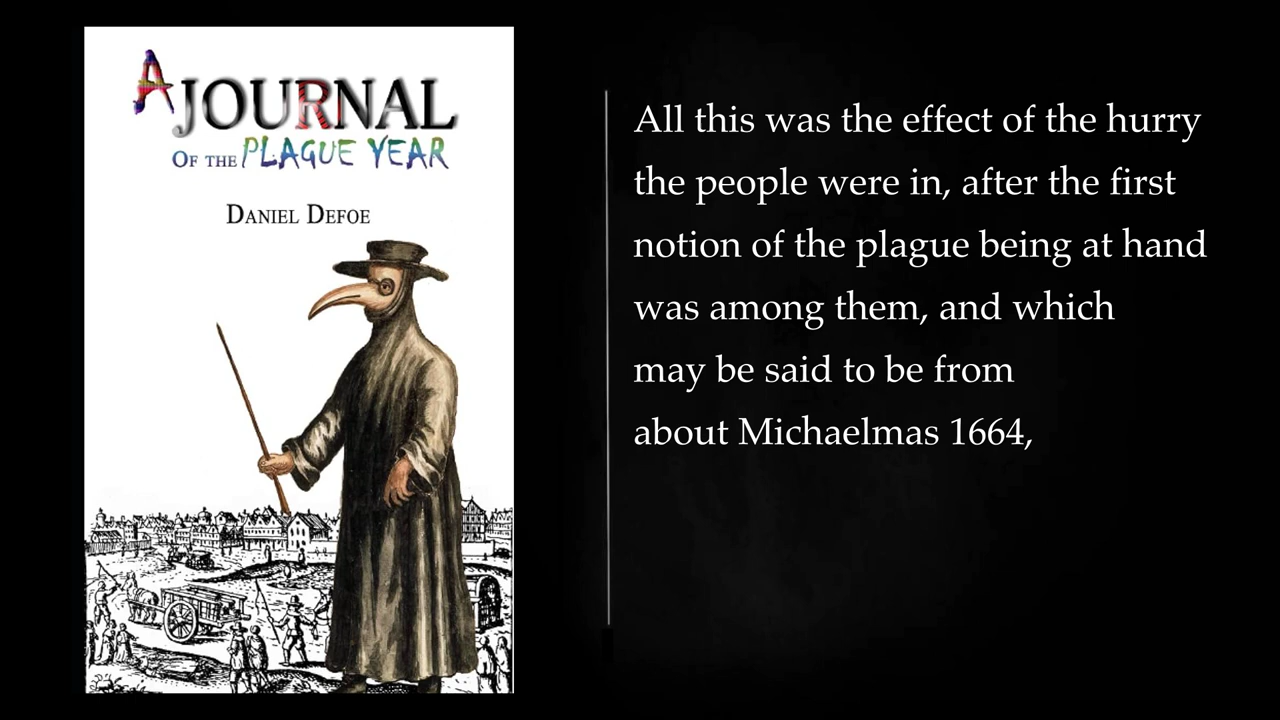 A JOURNAL
OF THE PLAGUE YEAR
DANIEL DEFOE
All this was the effect of the hurry
the people were in, after the first
notion of the plague being at hand
was among them, and which
may be said to be from
about Michaelmas 1664,